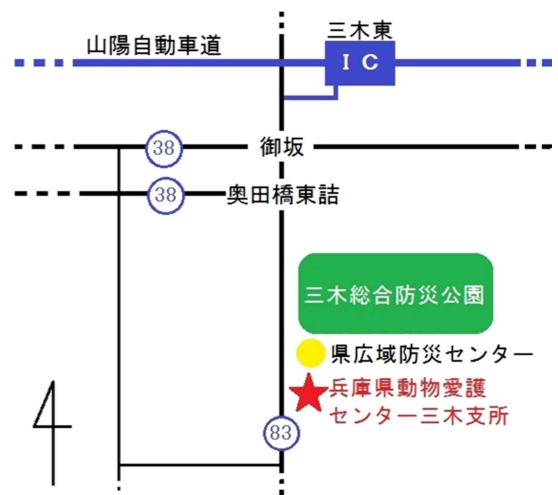 三木東
山陽自動車道
ＩＣ
38
御坂
38
奥田橋東詰
三木総合防災公園
県広域防災センター
兵庫県動物愛護
センター三木支所
83